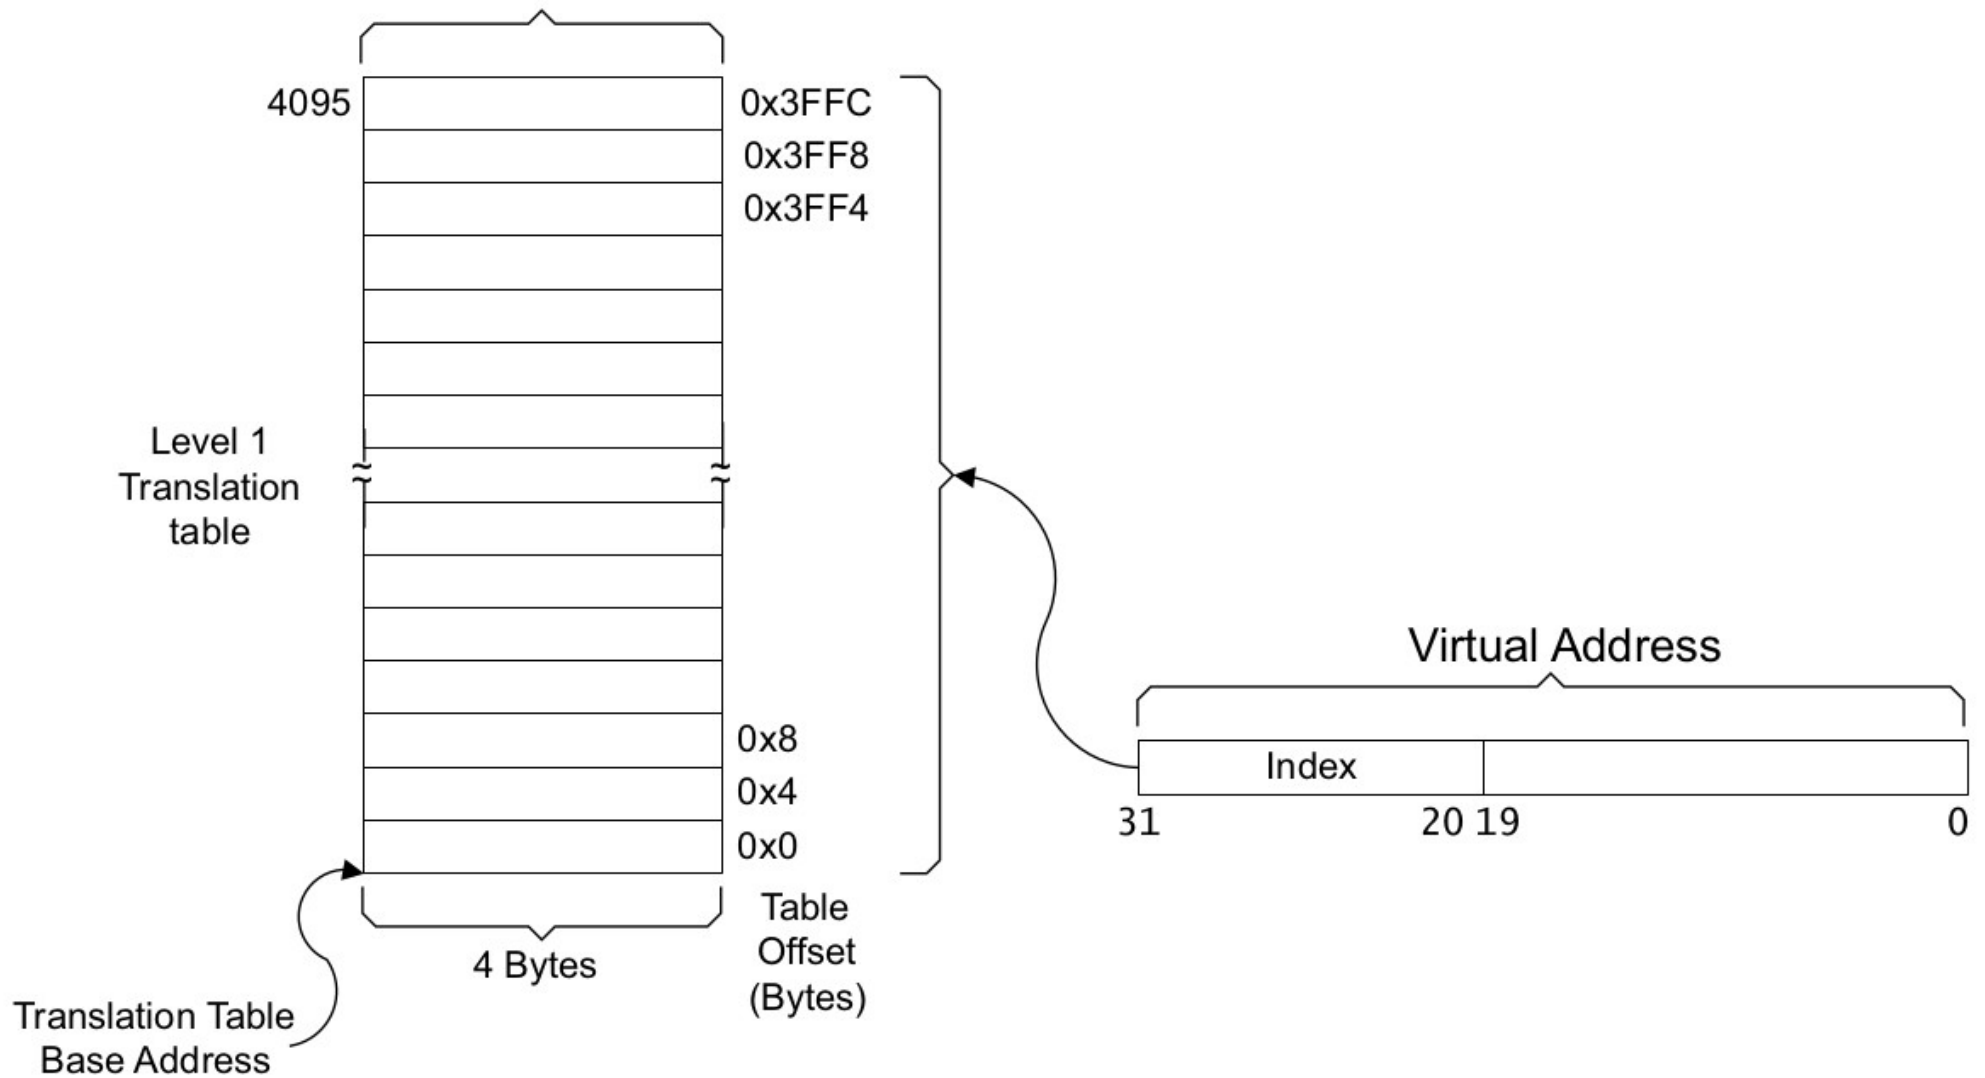 4095
0x3FFC
0x3FF8
0x3FF4
Level 1
Translation
table
0x8
0x4
0x0
Table
Offset
(Bytes)
4 Bytes
Translation Table
Base Address
Virtual Address
Index
31
20 19
0